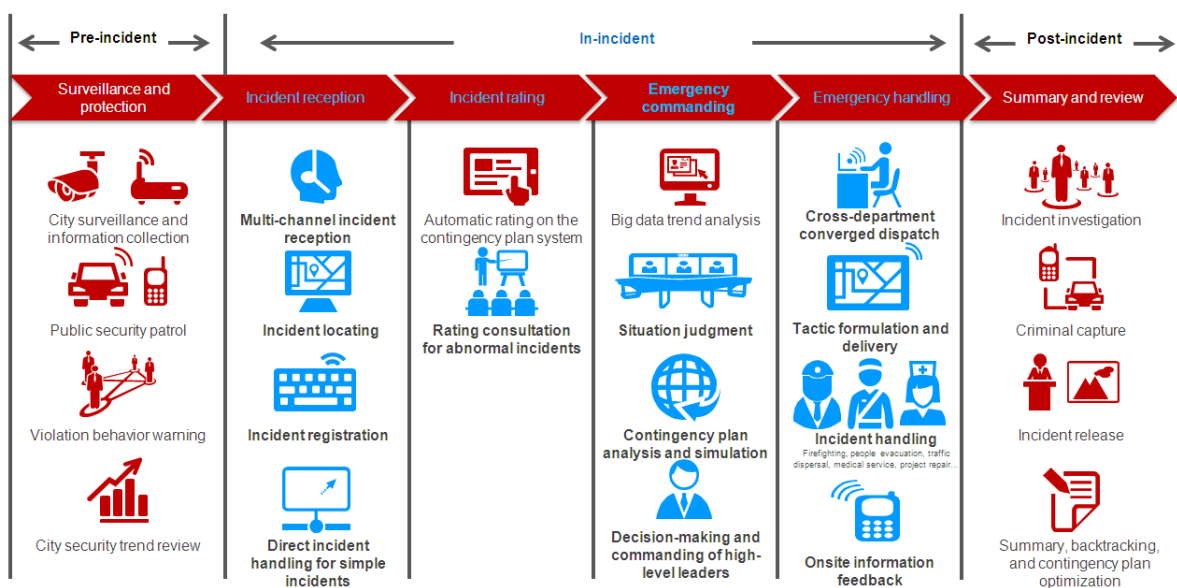 Pre-incident
In-incident
Post-incident
Surveillance and
protection
Incident reception
Incident rating
Emergency
commanding
Emergency handling
Summary and review
City surveillance and
information collection
Public security patrol
Violation behavior warning
City security trend review
Multi-channel incident
reception
Incident locating
Incident registration
Direct incident
handling for simple
incidents
Automatic rating on the
contingency plan system
Rating consultation
for abnormal incidents
Big data trend analysis
Situation judgment
Contingency plan
analysis and simulation
Decision-making and
commanding of high-
level leaders
Cross-department
converged dispatch
Tactic formulation and
delivery
Incident handling
Firefighting, people evacuation, traffic
dispersal, medical service, project repair...
Onsite information
feedback
Incident investigation
Criminal capture
Incident release
Summary, backtracking,
and contingency plan
optimization